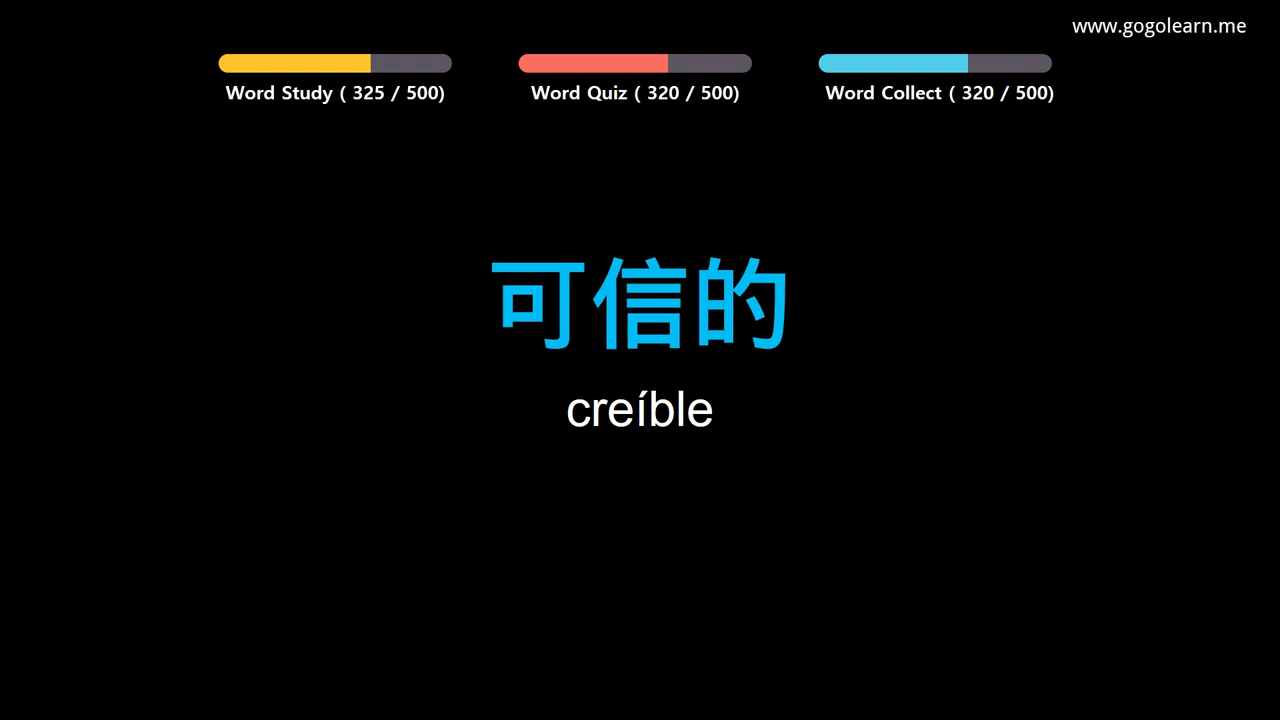 www.gogolearn.me
Word Study ( 325 / 500)
Word Quiz ( 320 / 500)
Word Collect ( 320 / 500)
可信的
creíble